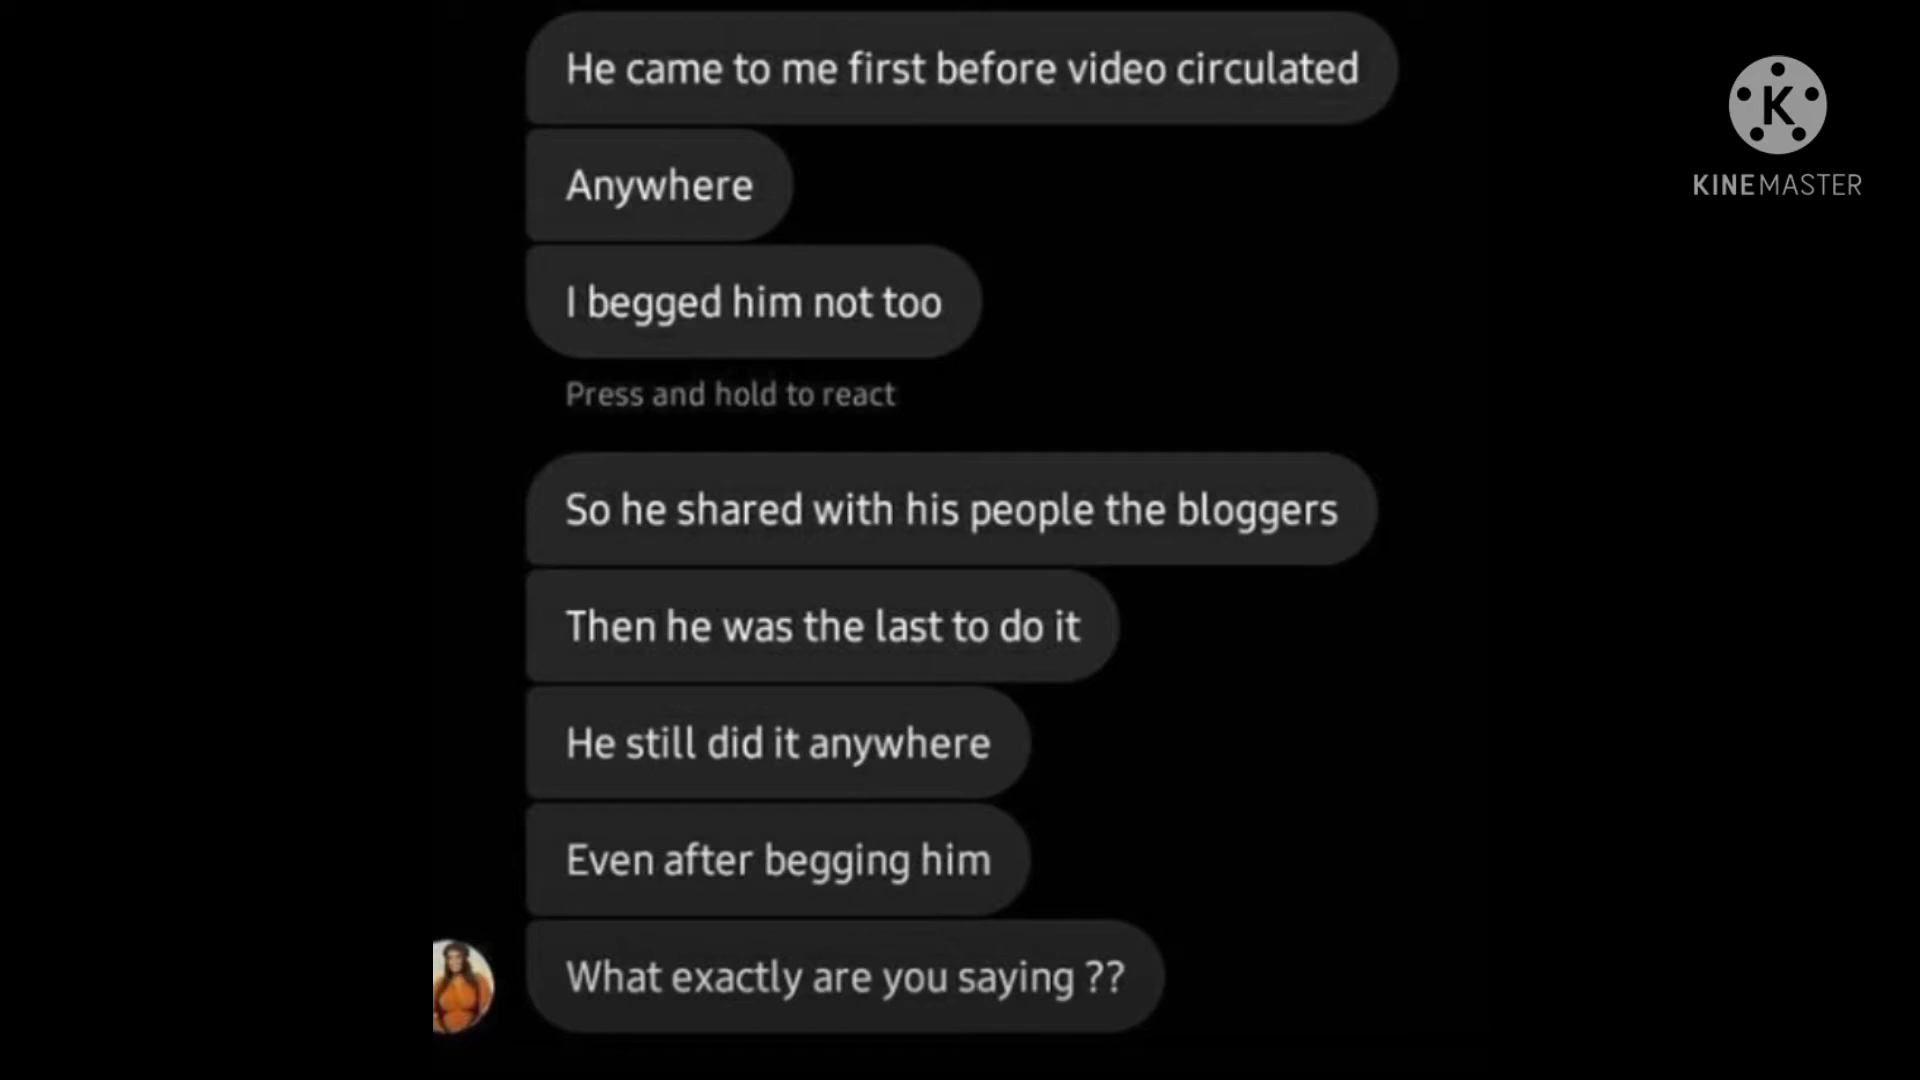 He came to me first before video circulated
Anywhere
I begged him not too
Press and hold to react
So he shared with his people the bloggers
Then he was the last to do it
He still did it anywhere
Even after begging him
What exactly are you saying ??
K
KINEMASTER